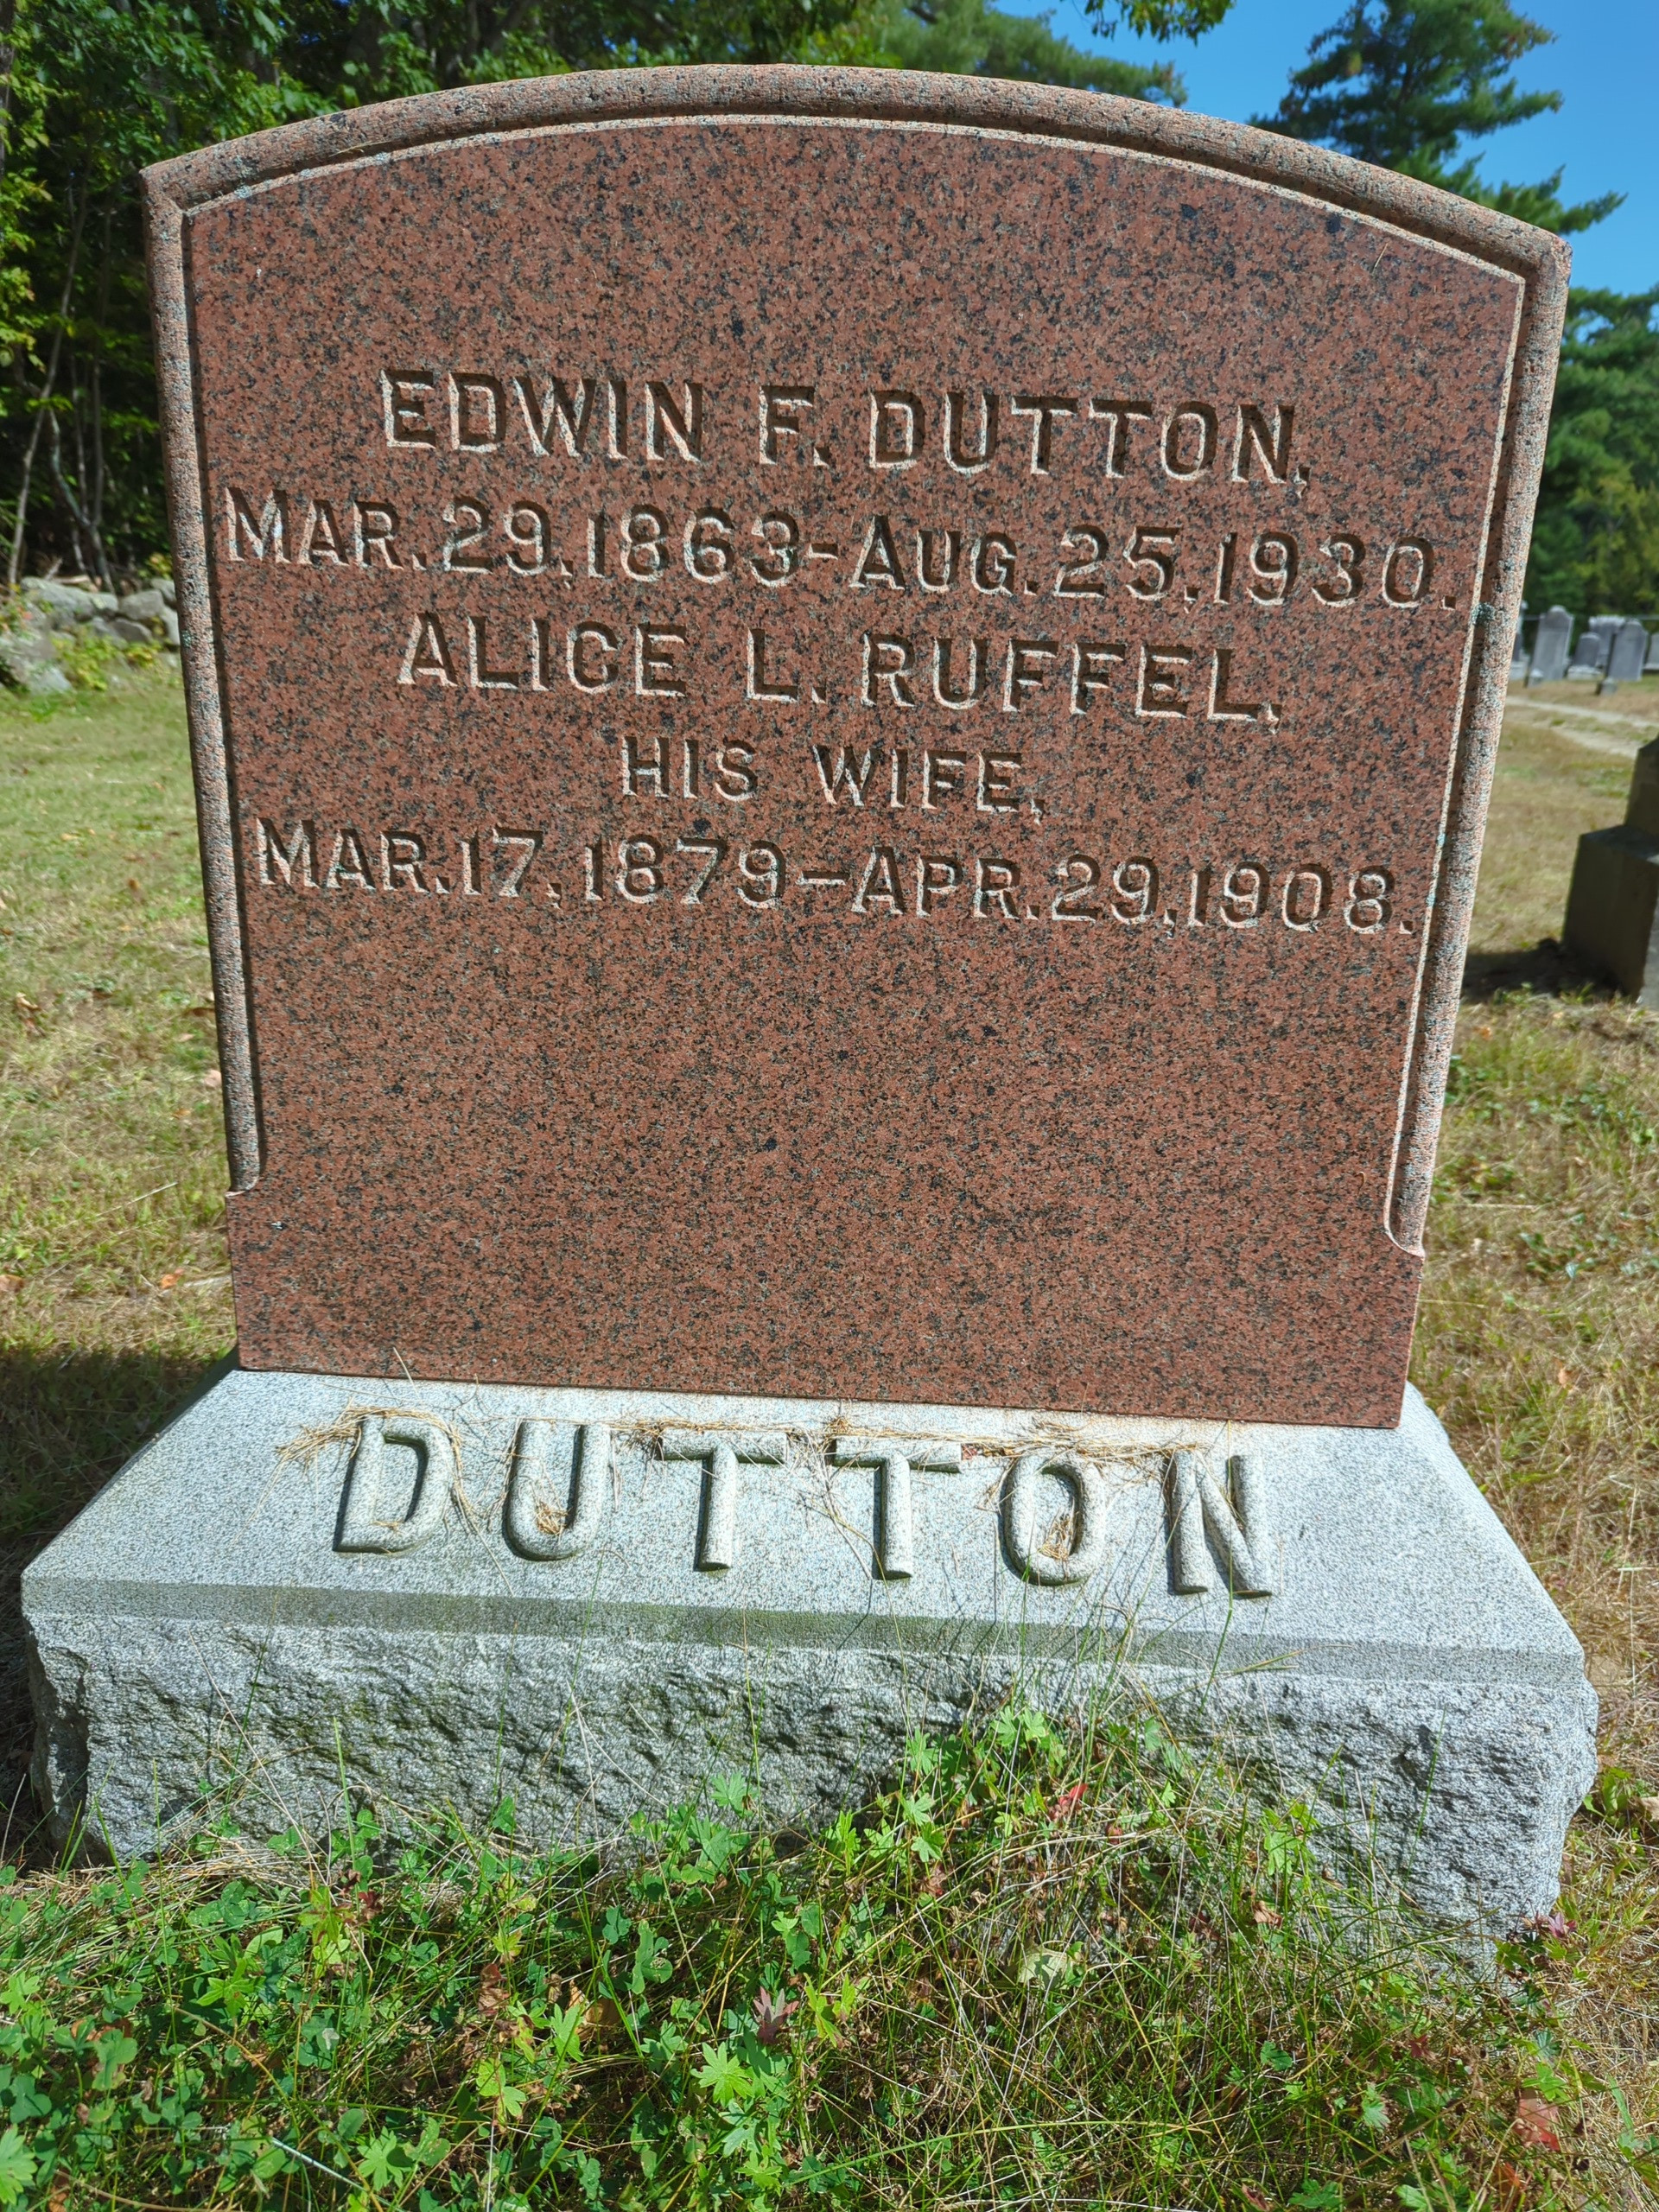 EDWIN F. DUTTON,
MAR. 29, 1863 - AUG. 25, 1930.
ALICE L. RUFFEL,
HIS WIFE,
MAR. 17, 1879 - APR. 29, 1908.
DUTTON